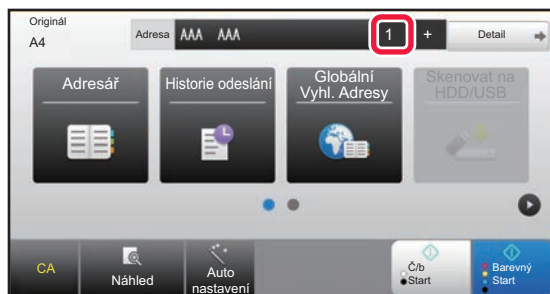 Originál
A4
Adresa AAA AAA 1 + Detail
Adresář
Historie odeslání
Globální
Vyhl. Adresy
Skenovat na
HDD/USB
CA
Náhled
Auto
nastavení
Č/b
Start
Barevný
Start